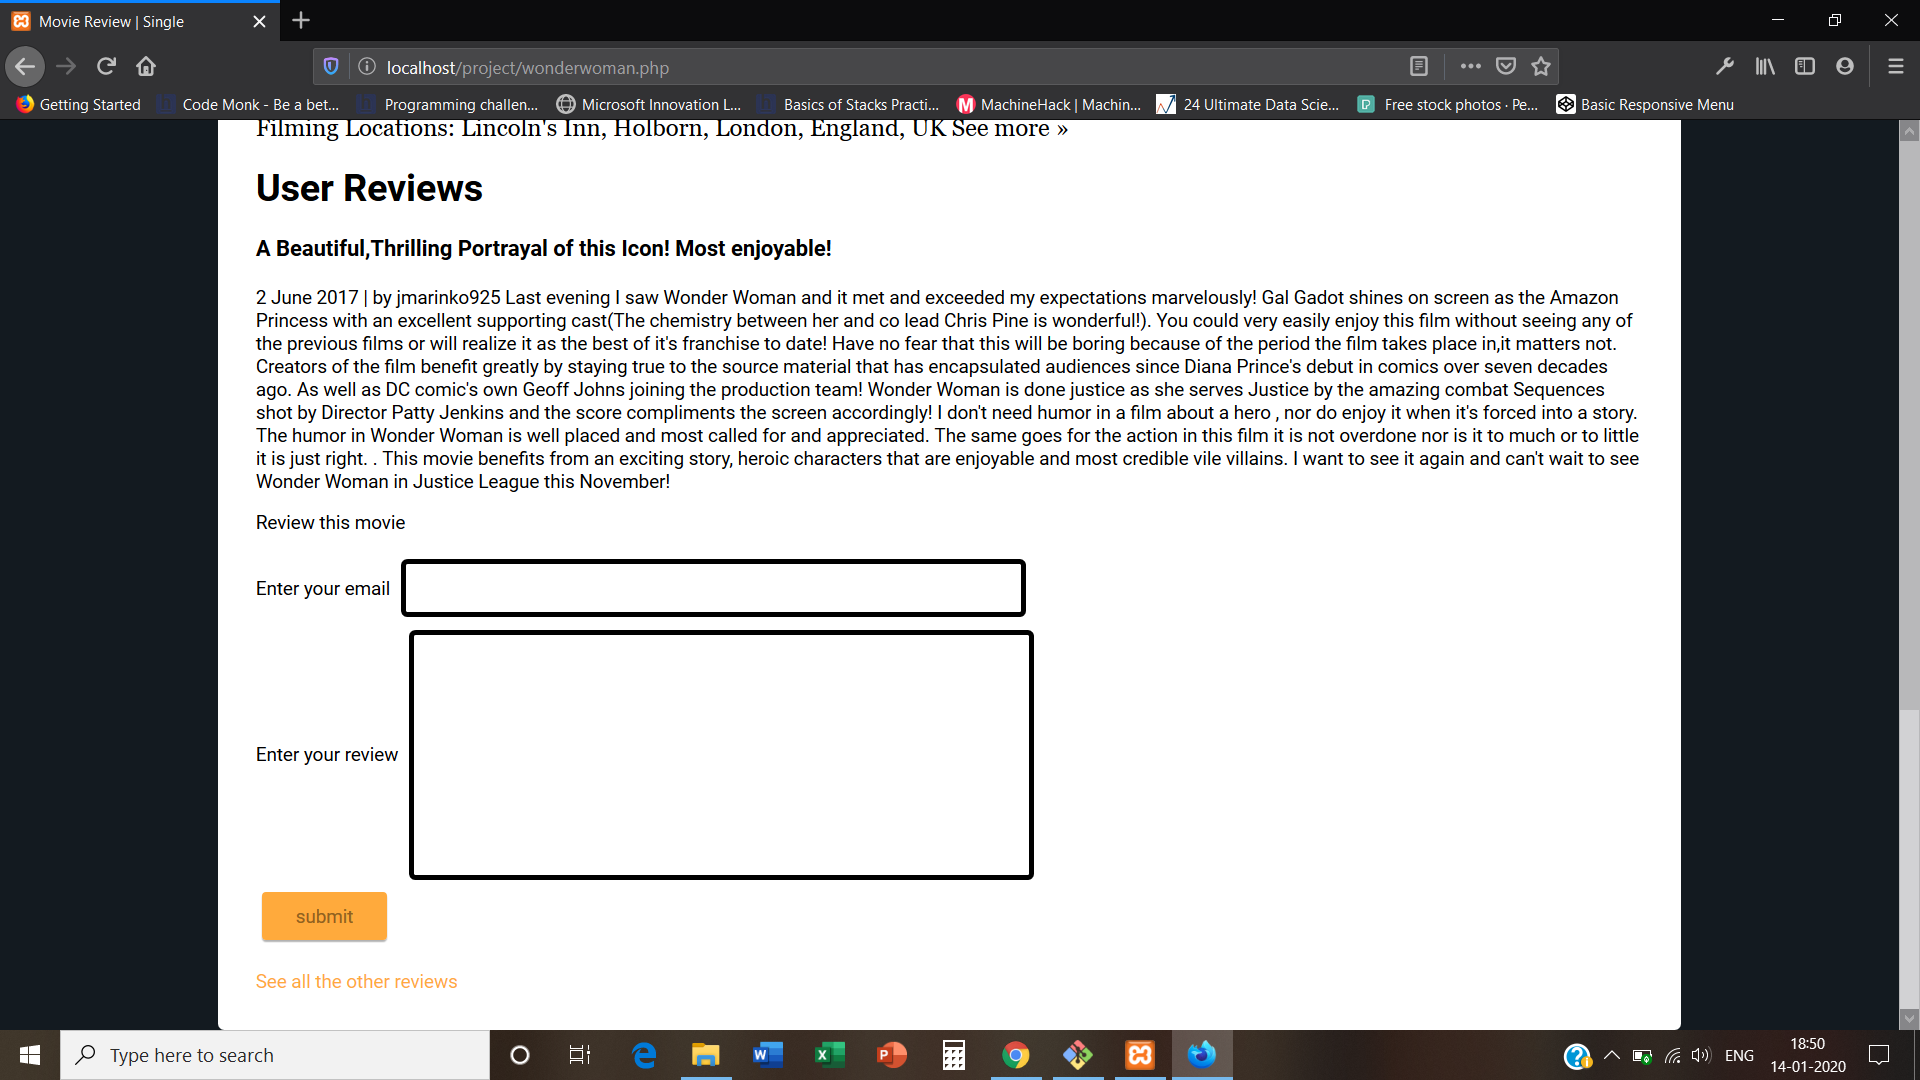 Movie Review | Single
localhost/project/wonderwoman.php
Getting Started
Code Monk - Be a bet...
Programming challen...
Microsoft Innovation L...
Basics of Stacks Practi...
MachineHack | Machin...
24 Ultimate Data Scie...
Free stock photos · Pe...
Basic Responsive Menu
Filming Locations: Lincoln's Inn, Holborn, London, England, UK See more »
User Reviews
A Beautiful,Thrilling Portrayal of this Icon! Most enjoyable!
2 June 2017 | by jmarinko925 Last evening I saw Wonder Woman and it met and exceeded my expectations marvelously! Gal Gadot shines on screen as the Amazon
Princess with an excellent supporting cast(The chemistry between her and co lead Chris Pine is wonderful!). You could very easily enjoy this film without seeing any of
the previous films or will realize it as the best of it's franchise to date! Have no fear that this will be boring because of the period the film takes place in,it matters not.
Creators of the film benefit greatly by staying true to the source material that has encapsulated audiences since Diana Prince's debut in comics over seven decades
ago. As well as DC comic's own Geoff Johns joining the production team! Wonder Woman is done justice as she serves Justice by the amazing combat Sequences
shot by Director Patty Jenkins and the score compliments the screen accordingly! I don't need humor in a film about a hero , nor do enjoy it when it's forced into a story.
The humor in Wonder Woman is well placed and most called for and appreciated. The same goes for the action in this film it is not overdone nor is it to much or to little
it is just right. . This movie benefits from an exciting story, heroic characters that are enjoyable and most credible vile villains. I want to see it again and can't wait to see
Wonder Woman in Justice League this November!
Review this movie
Enter your email
Enter your review
submit
See all the other reviews
Type here to search
ENG
18:50
14-01-2020